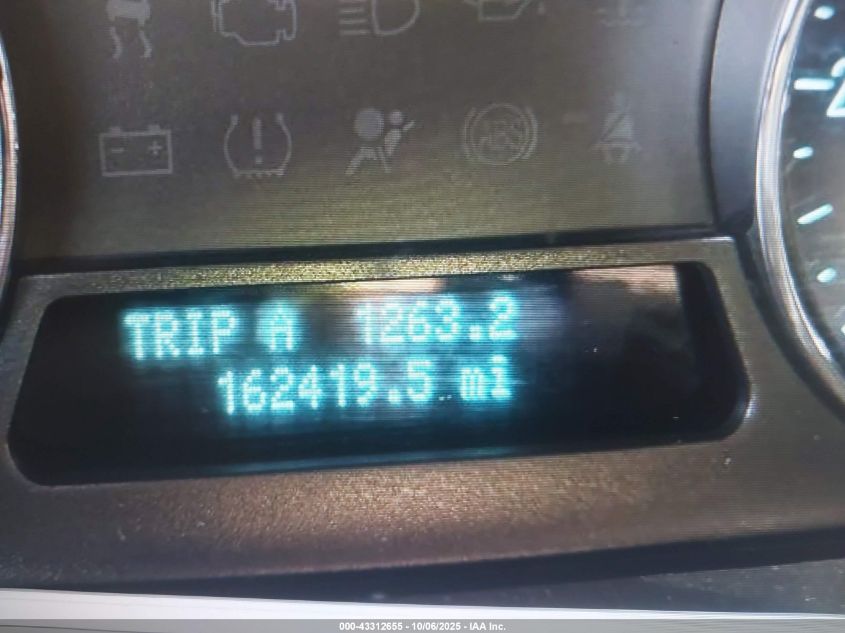 TRIP A 1263.2
162419.5 mi
000-43312655 - 10/06/2025 - IAA Inc.